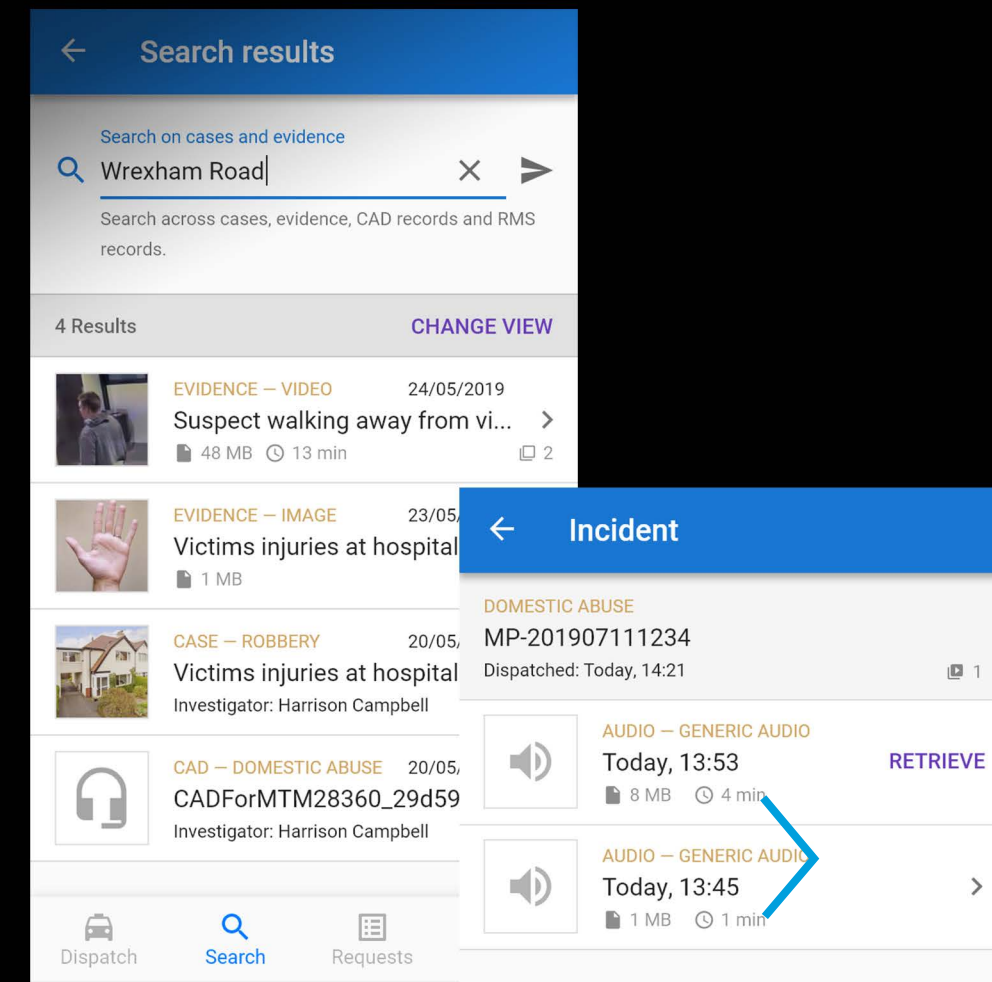 Search results
Search on cases and evidence
Wrexham Road
Search across cases, evidence, CAD records and RMS
records.
4 Results
CHANGE VIEW
EVIDENCE — VIDEO
24/05/2019
Suspect walking away from vi...
48 MB
13 min
2
EVIDENCE — IMAGE
23/05/
Victims injuries at hospital
1 MB
CASE — ROBBERY
20/05/
Victims injuries at hospital
Investigator: Harrison Campbell
CAD — DOMESTIC ABUSE
20/05/
CADForMTM28360_29d59
Investigator: Harrison Campbell
Dispatch
Search
Requests
Incident
DOMESTIC ABUSE
MP-201907111234
Dispatched: Today, 14:21
1
AUDIO — GENERIC AUDIO
Today, 13:53
RETRIEVE
8 MB
4 min
AUDIO — GENERIC AUDIO
Today, 13:45
1 MB
1 min